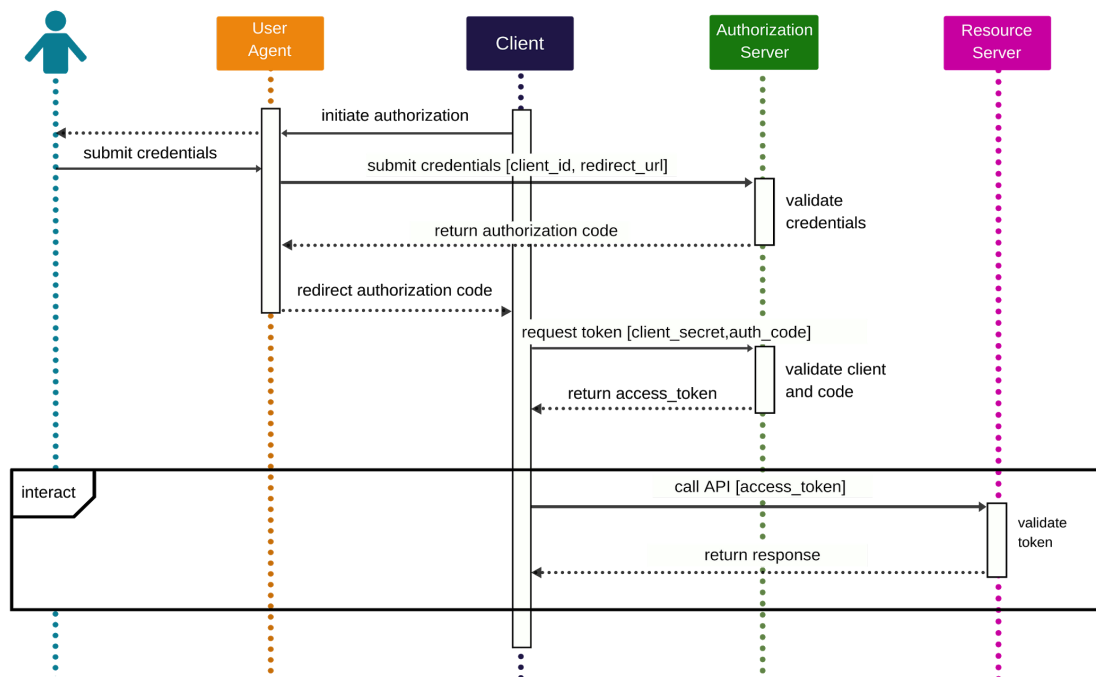 User
Agent
Client
Authorization
Server
Resource
Server
initiate authorization
submit credentials
submit credentials [client_id, redirect_url]
validate
credentials
return authorization code
redirect authorization code
request token [client_secret,auth_code]
validate client
and code
return access_token
interact
call API [access_token]
validate
token
return response